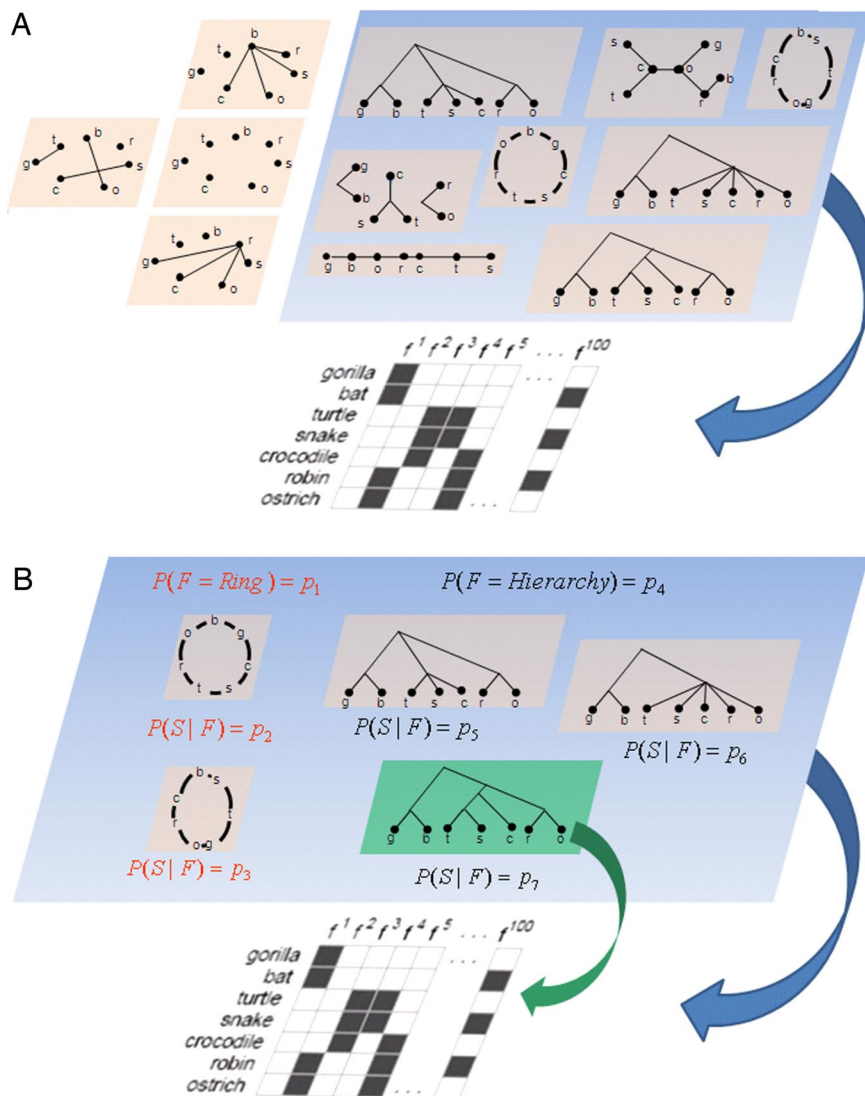 A
b
t r
g s
c o
b
t r
g s
c o
b
t r
g s
c o
b
t r
g s
c o
g b t s c r o
s g
c o b
t r
b s
c t
r o g
g c r
b s t o
b
o g
r c
t s
g b t s c r o
g b o r c t s
g b t s c r o
f¹ f² f³ f⁴ f⁵ ... f¹⁰⁰
gorilla ...
bat
turtle
snake
crocodile
robin
ostrich ...
B
P(F = Ring) = p₁ P(F = Hierarchy) = p₄
b
o g
r c
t s
g b t s c r o
g b t s c r o
P(S | F) = p₂ P(S | F) = p₅ P(S | F) = p₆
b s
c t
r o g
g b t s c r o
P(S | F) = p₃ P(S | F) = p₇
f¹ f² f³ f⁴ f⁵ ... f¹⁰⁰
gorilla ...
bat
turtle
snake
crocodile
robin
ostrich ...